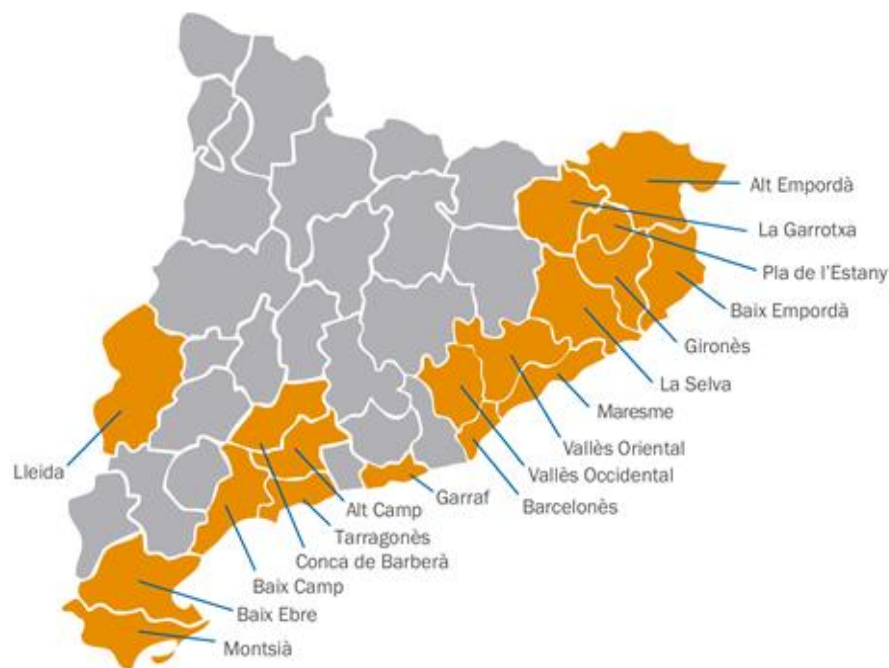 Alt Empordà
La Garrotxa
Pla de l'Estany
Baix Empordà
Gironès
La Selva
Maresme
Vallès Oriental
Vallès Occidental
Barcelonès
Garraf
Alt Camp
Tarragonès
Conca de Barberà
Baix Camp
Baix Ebre
Montsià
Lleida